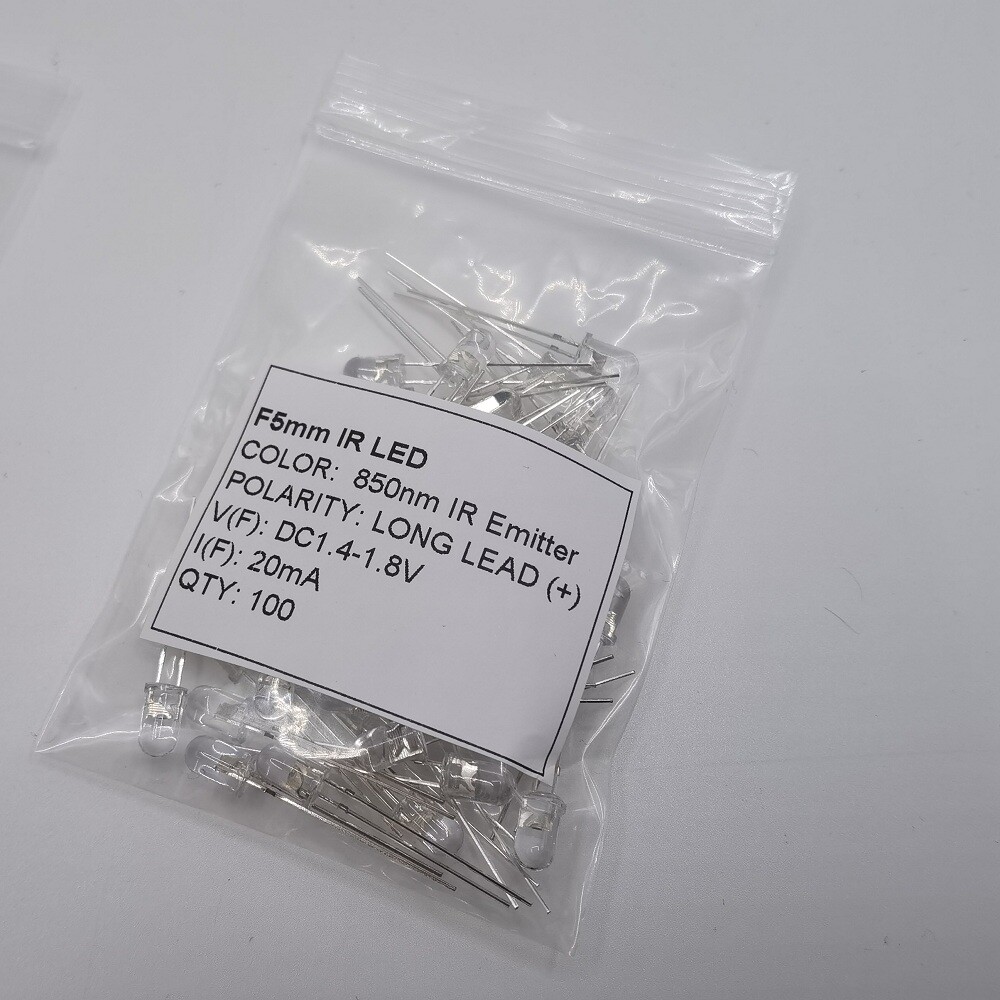 F5mm IR LED
COLOR: 850nm IR Emitter
POLARITY: LONG LEAD (+)
V(F): DC1.4-1.8V
I(F): 20mA
QTY: 100